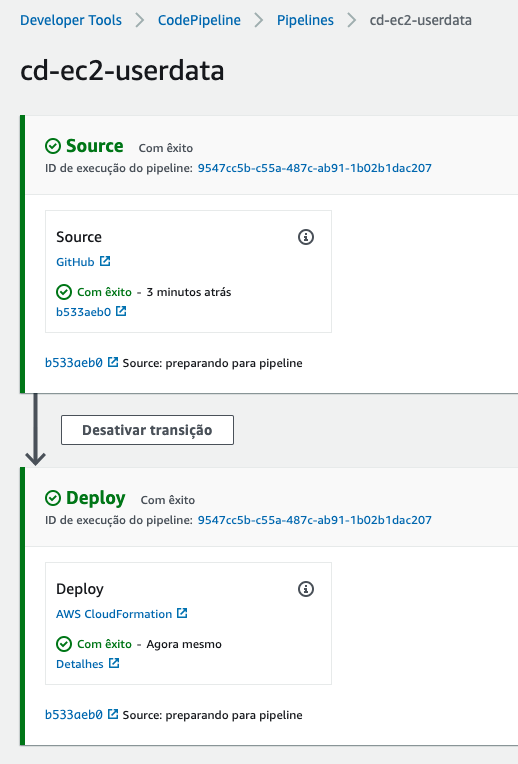 Developer Tools > CodePipeline > Pipelines > cd-ec2-userdata
cd-ec2-userdata
Source Com êxito
ID de execução do pipeline: 9547cc5b-c55a-487c-ab91-1b02b1dac207
Source
GitHub
Com êxito - 3 minutos atrás
b533aeb0
b533aeb0 Source: preparando para pipeline
Desativar transição
Deploy Com êxito
ID de execução do pipeline: 9547cc5b-c55a-487c-ab91-1b02b1dac207
Deploy
AWS CloudFormation
Com êxito - Agora mesmo
Detalhes
b533aeb0 Source: preparando para pipeline